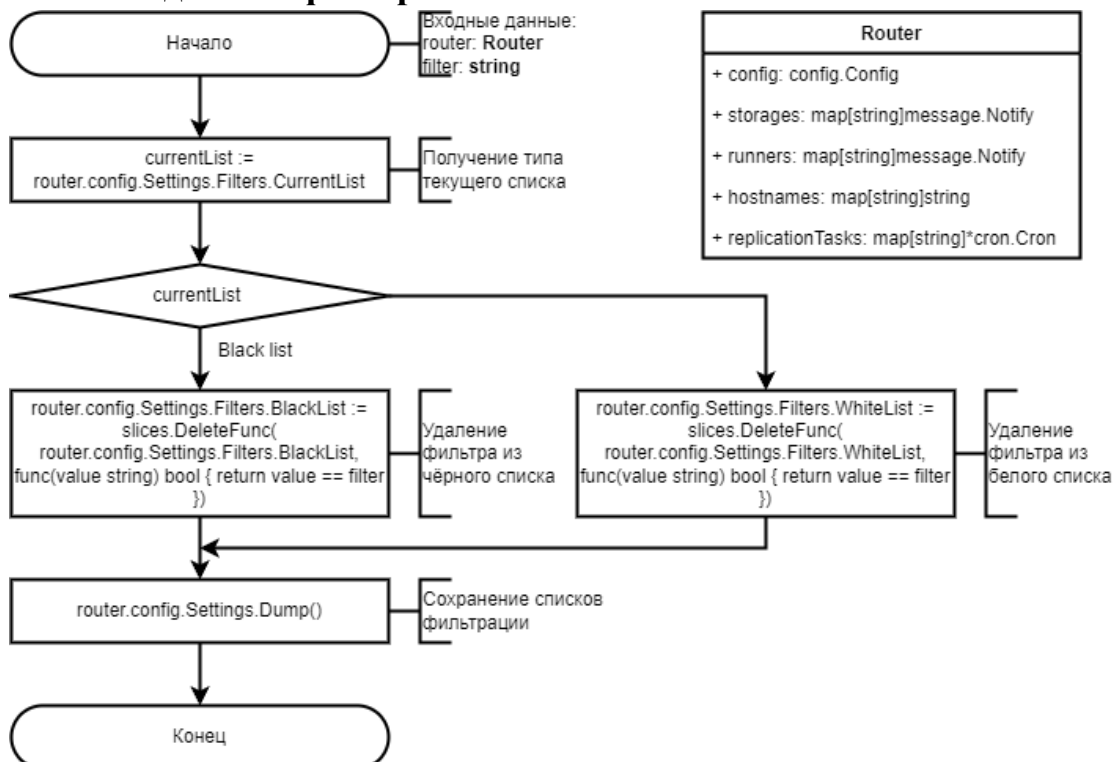 Начало
Входные данные:
router: Router
filter: string
Router
+ config: config.Config
+ storages: map[string]message.Notify
+ runners: map[string]message.Notify
+ hostnames: map[string]string
+ replicationTasks: map[string]*cron.Cron
currentList :=
router.config.Settings.Filters.CurrentList
Получение типа
текущего списка
currentList
Black list
router.config.Settings.Filters.BlackList :=
slices.DeleteFunc(
router.config.Settings.Filters.BlackList,
func(value string) bool { return value == filter
})
Удаление
фильтра из
чёрного списка
router.config.Settings.Filters.WhiteList :=
slices.DeleteFunc(
router.config.Settings.Filters.WhiteList,
func(value string) bool { return value == filter
})
Удаление
фильтра из
белого списка
router.config.Settings.Dump()
Сохранение списков
фильтрации
Конец